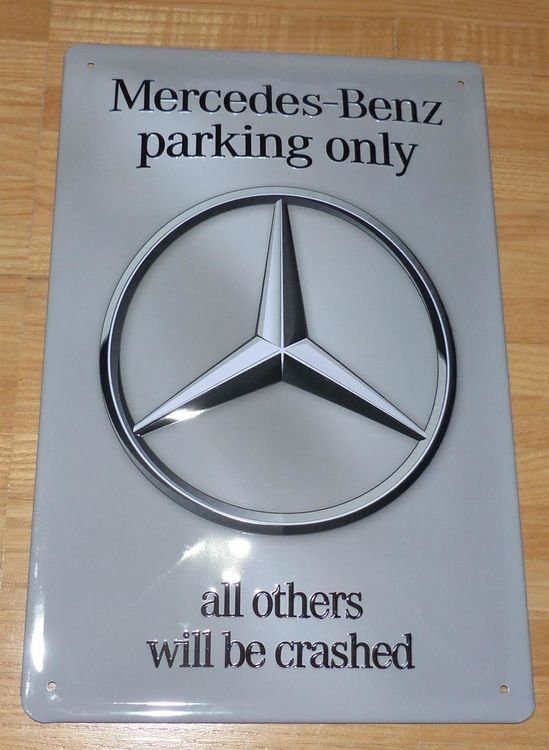 Mercedes-Benz
parking only
all others
will be crashed